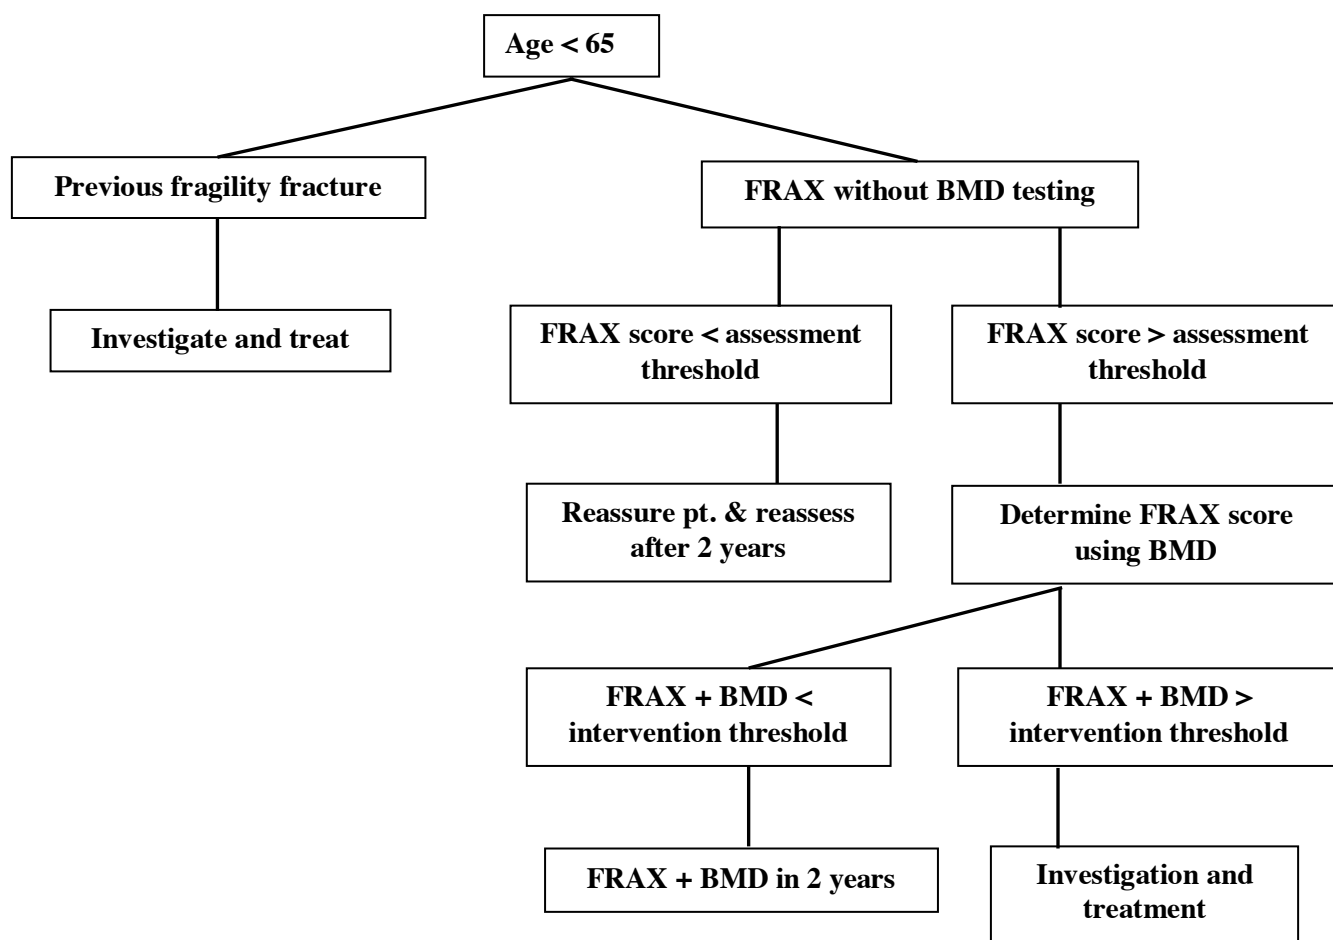 Age < 65
Previous fragility fracture
FRAX without BMD testing
Investigate and treat
FRAX score < assessment
threshold
FRAX score > assessment
threshold
Reassure pt. & reassess
after 2 years
Determine FRAX score
using BMD
FRAX + BMD <
intervention threshold
FRAX + BMD >
intervention threshold
FRAX + BMD in 2 years
Investigation and
treatment